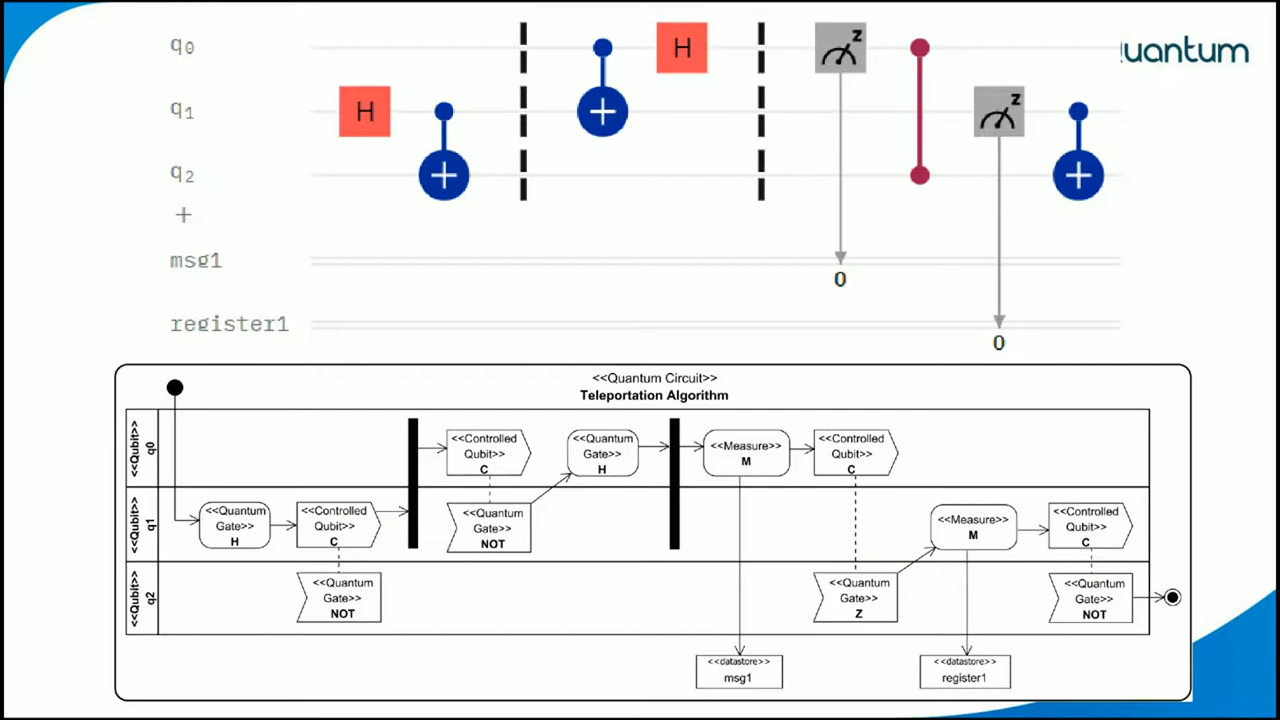 q0
H
z
uantum
q1
H
z
q2
+
msg1
0
register1
0
<<Quantum Circuit>>
Teleportation Algorithm
<<Qubit>>
q0
<<Controlled
Qubit>>
C
<<Quantum
Gate>>
H
<<Measure>>
M
<<Controlled
Qubit>>
C
<<Qubit>>
q1
<<Quantum
Gate>>
H
<<Controlled
Qubit>>
C
<<Quantum
Gate>>
NOT
<<Measure>>
M
<<Controlled
Qubit>>
C
<<Qubit>>
q2
<<Quantum
Gate>>
NOT
<<Quantum
Gate>>
Z
<<Quantum
Gate>>
NOT
<<datastore>>
msg1
<<datastore>>
register1